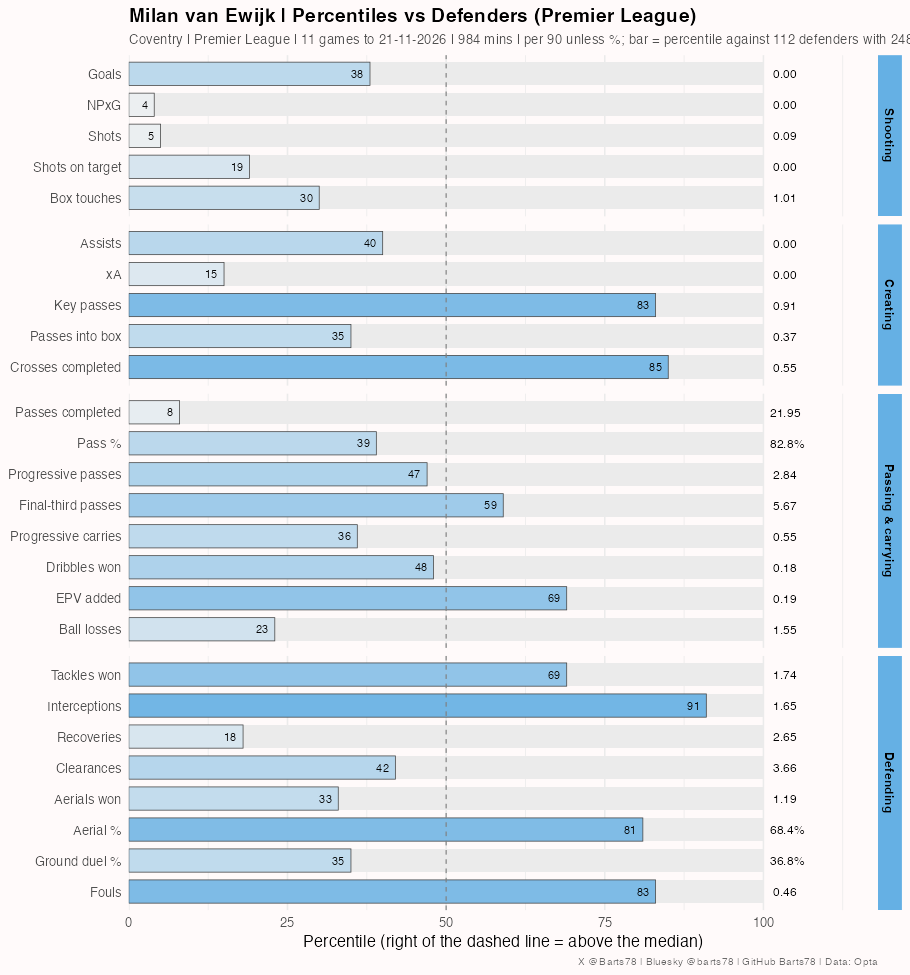 Milan van Ewijk | Percentiles vs Defenders (Premier League)
Coventry | Premier League | 11 games to 21-11-2026 | 984 mins | per 90 unless %; bar = percentile against 112 defenders with 248
Shooting
Goals 38 0.00
NPxG 4 0.00
Shots 5 0.09
Shots on target 19 0.00
Box touches 30 1.01
Creating
Assists 40 0.00
xA 15 0.00
Key passes 83 0.91
Passes into box 35 0.37
Crosses completed 85 0.55
Passing & carrying
Passes completed 8 21.95
Pass % 39 82.8%
Progressive passes 47 2.84
Final-third passes 59 5.67
Progressive carries 36 0.55
Dribbles won 48 0.18
EPV added 69 0.19
Ball losses 23 1.55
Defending
Tackles won 69 1.74
Interceptions 91 1.65
Recoveries 18 2.65
Clearances 42 3.66
Aerials won 33 1.19
Aerial % 81 68.4%
Ground duel % 35 36.8%
Fouls 83 0.46
0 25 50 75 100
Percentile (right of the dashed line = above the median)
X @Barts78 | Bluesky @barts78 | GitHub Barts78 | Data: Opta